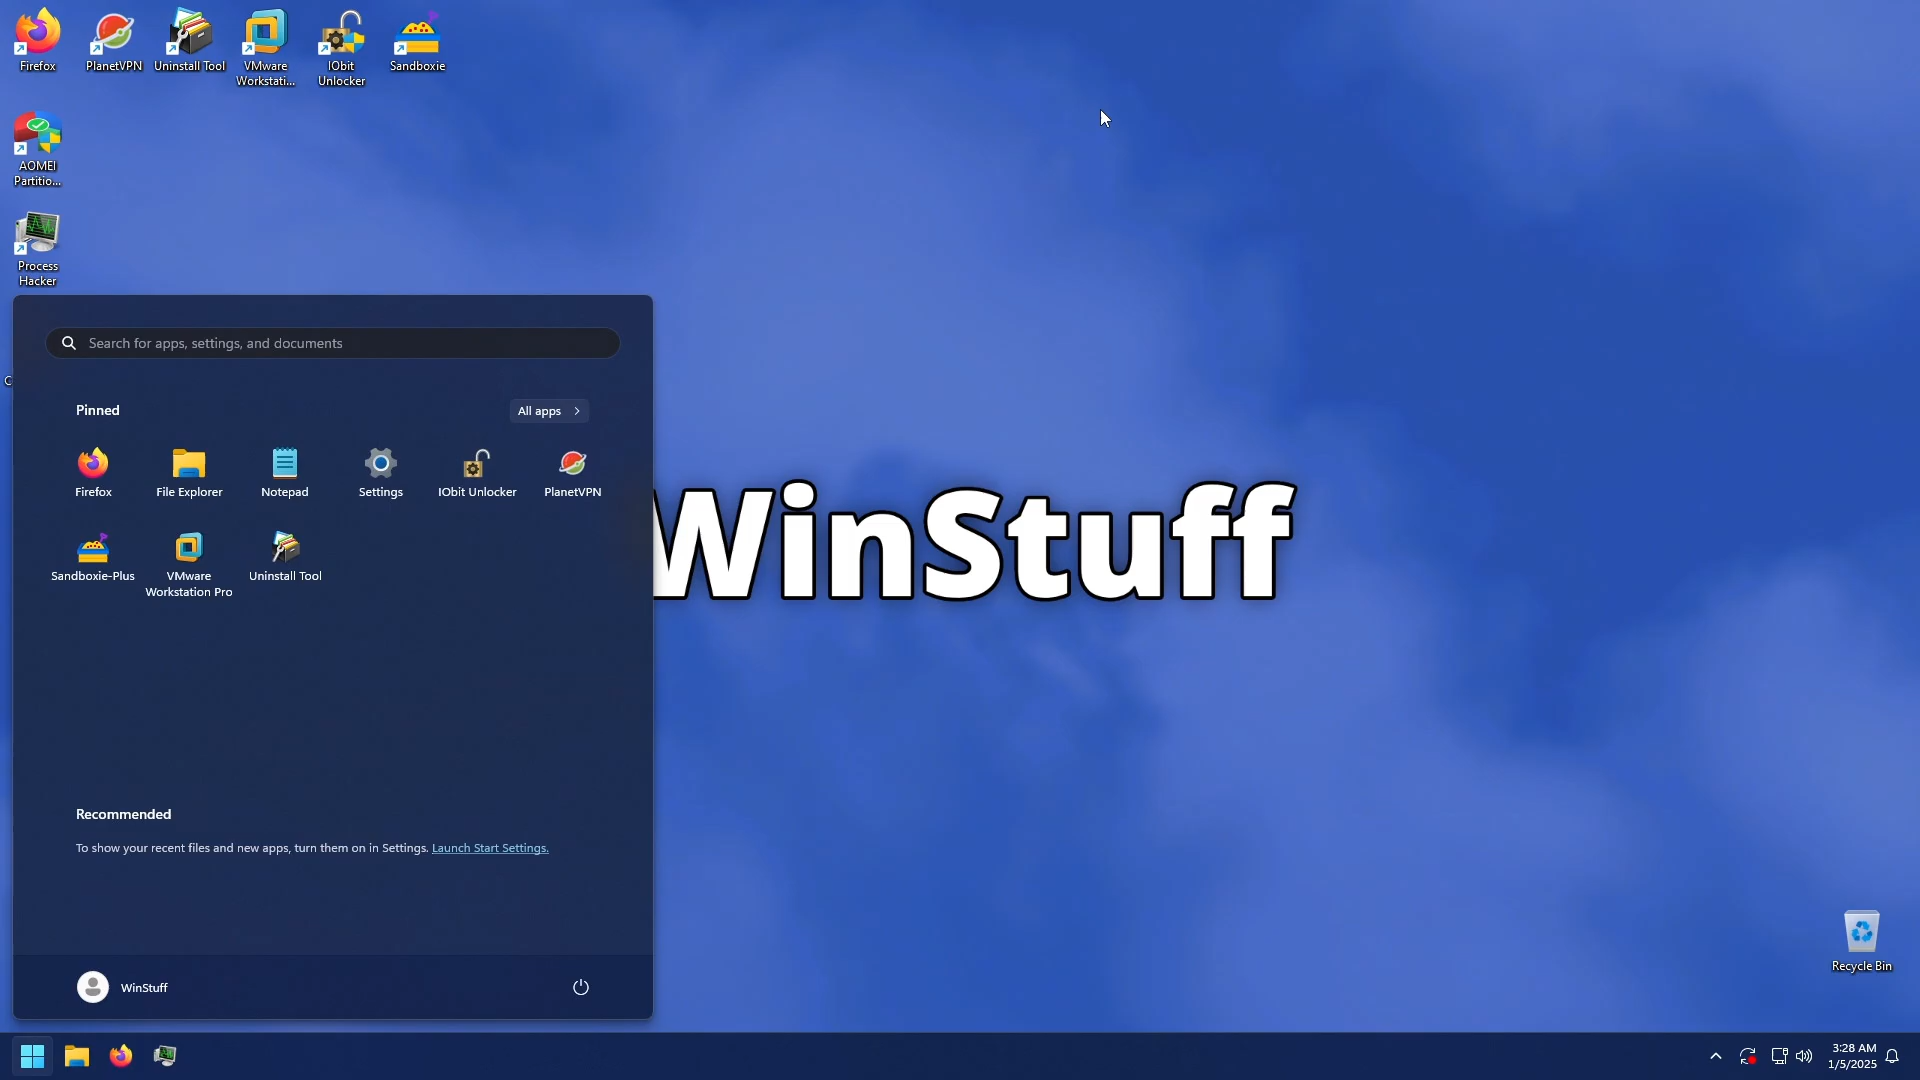 Firefox
PlanetVPN
Uninstall Tool
VMware
Workstati...
IObit
Unlocker
Sandboxie
AOMEI
Partitio...
Process
Hacker
C
Search for apps, settings, and documents
Pinned
All apps
Firefox
File Explorer
Notepad
Settings
IObit Unlocker
PlanetVPN
Sandboxie-Plus
VMware
Workstation Pro
Uninstall Tool
WinStuff
Recommended
To show your recent files and new apps, turn them on in Settings. Launch Start Settings.
WinStuff
Recycle Bin
3:28 AM
1/5/2025